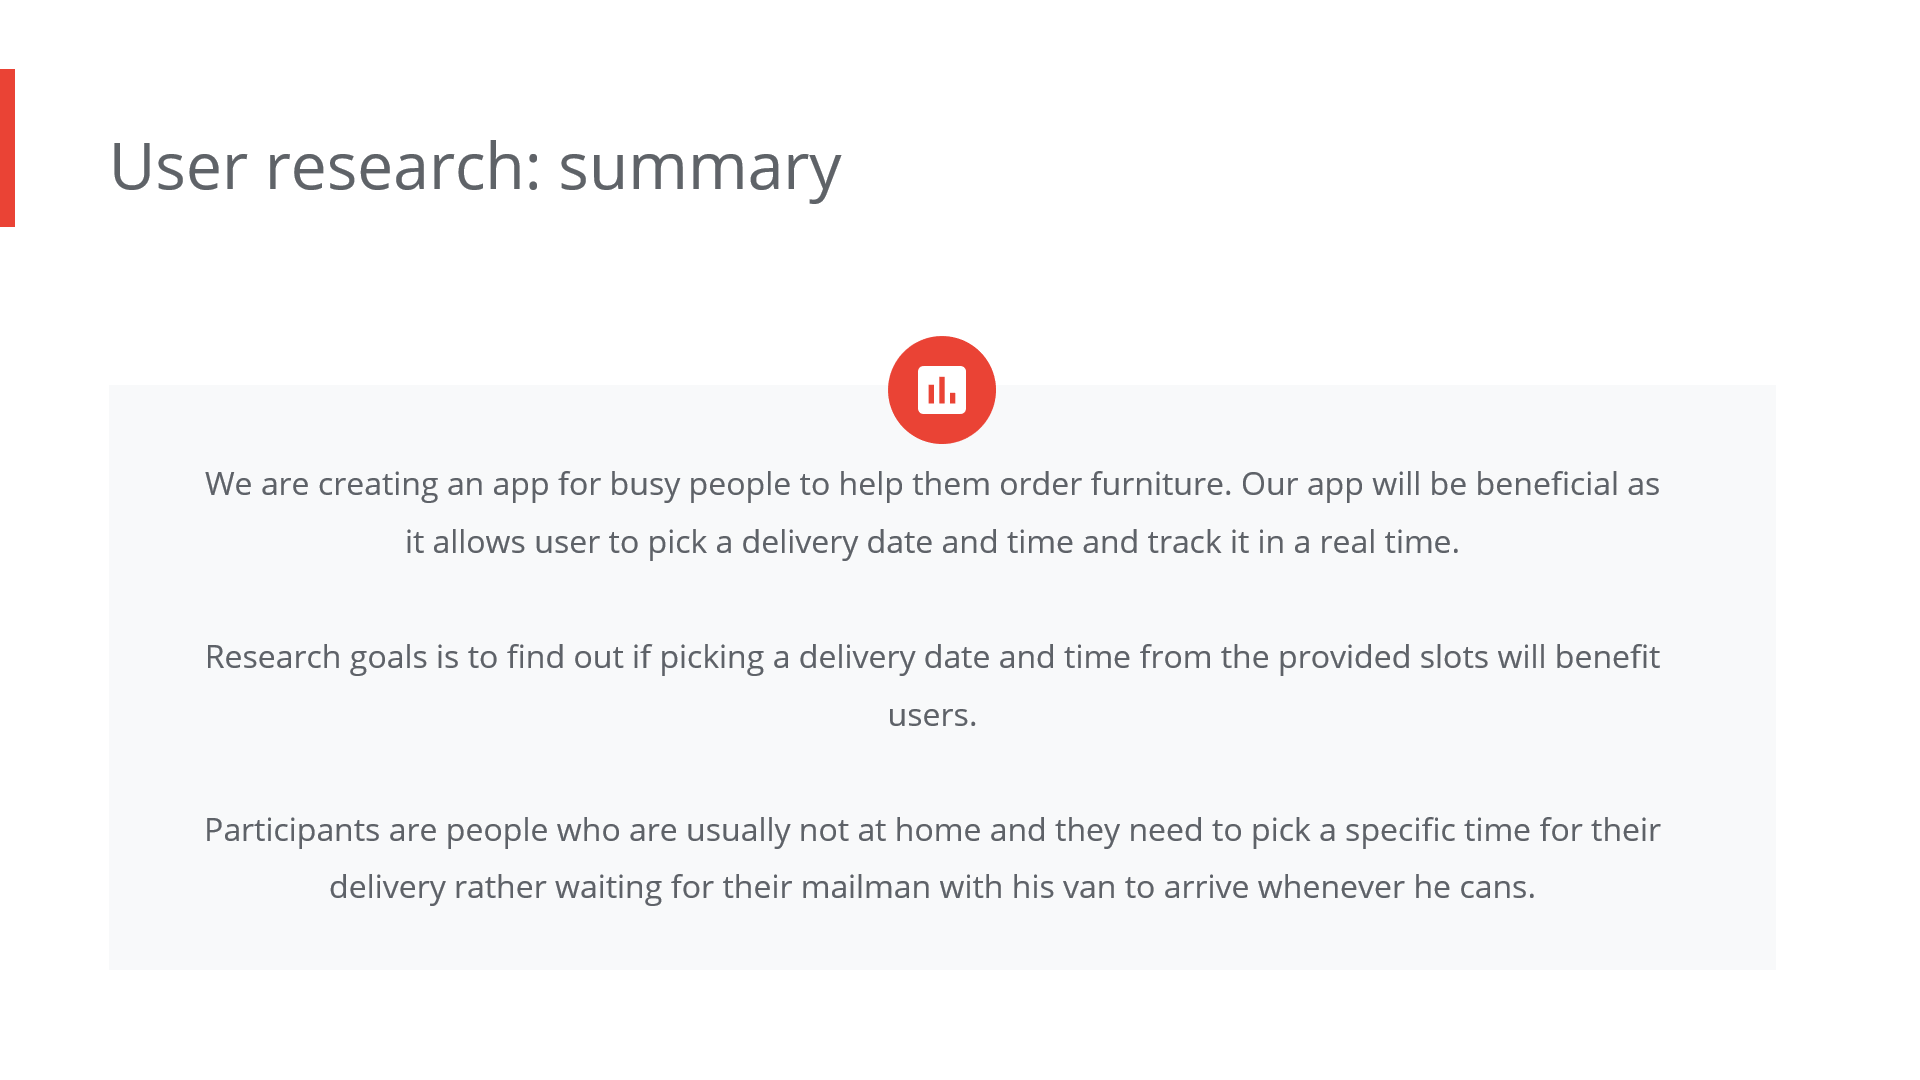 User research: summary
We are creating an app for busy people to help them order furniture. Our app will be beneficial as
it allows user to pick a delivery date and time and track it in a real time.
Research goals is to find out if picking a delivery date and time from the provided slots will benefit
users.
Participants are people who are usually not at home and they need to pick a specific time for their
delivery rather waiting for their mailman with his van to arrive whenever he cans.